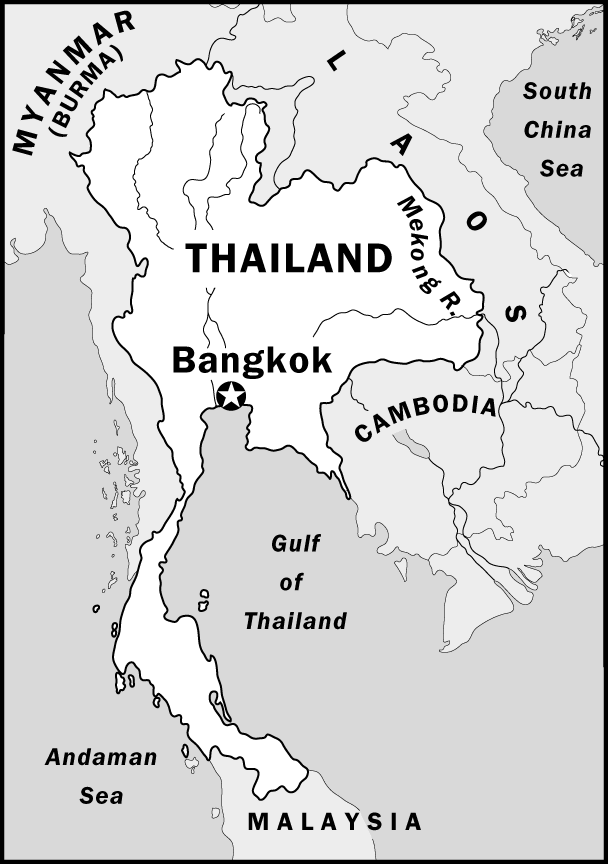 MYANMAR
(BURMA)
LAOS
South
China
Sea
Mekong R.
THAILAND
Bangkok
CAMBODIA
Gulf
of
Thailand
Andaman
Sea
MALAYSIA